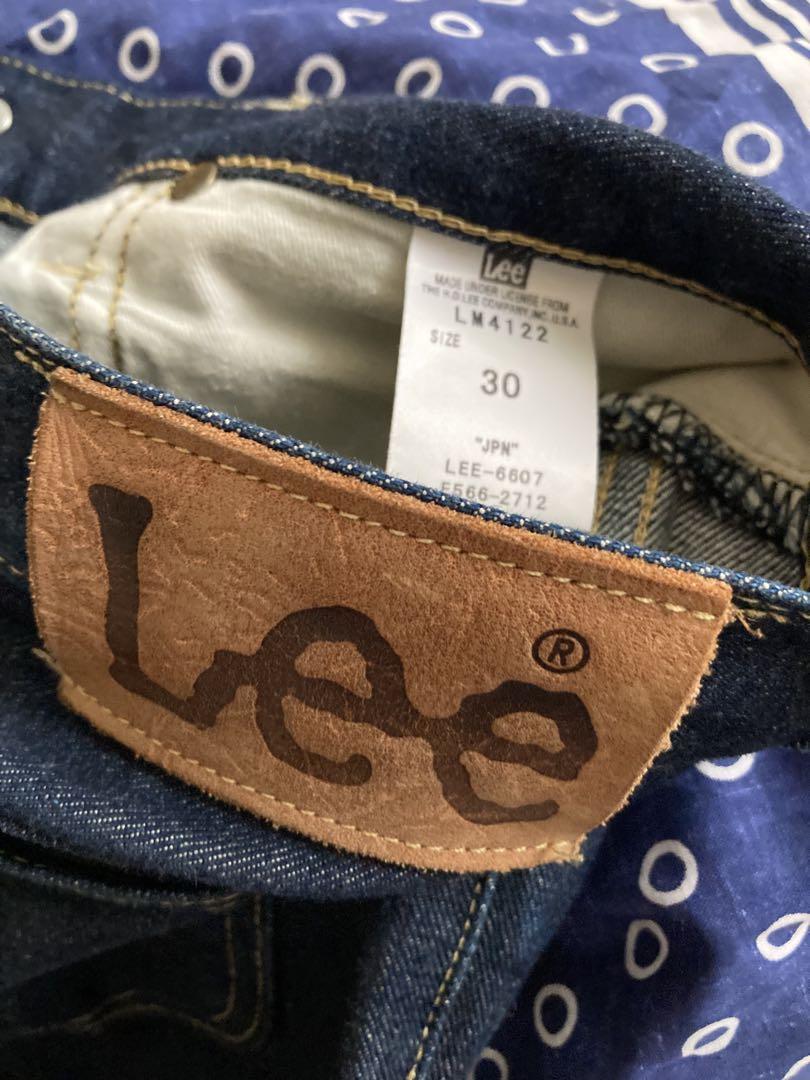 Lee
MADE UNDER LICENSE FROM
THE H.D.LEE COMPANY, INC. U.S.A.
LM4122
SIZE
30
"JPN"
LEE-6607
F566-2712
Lee®